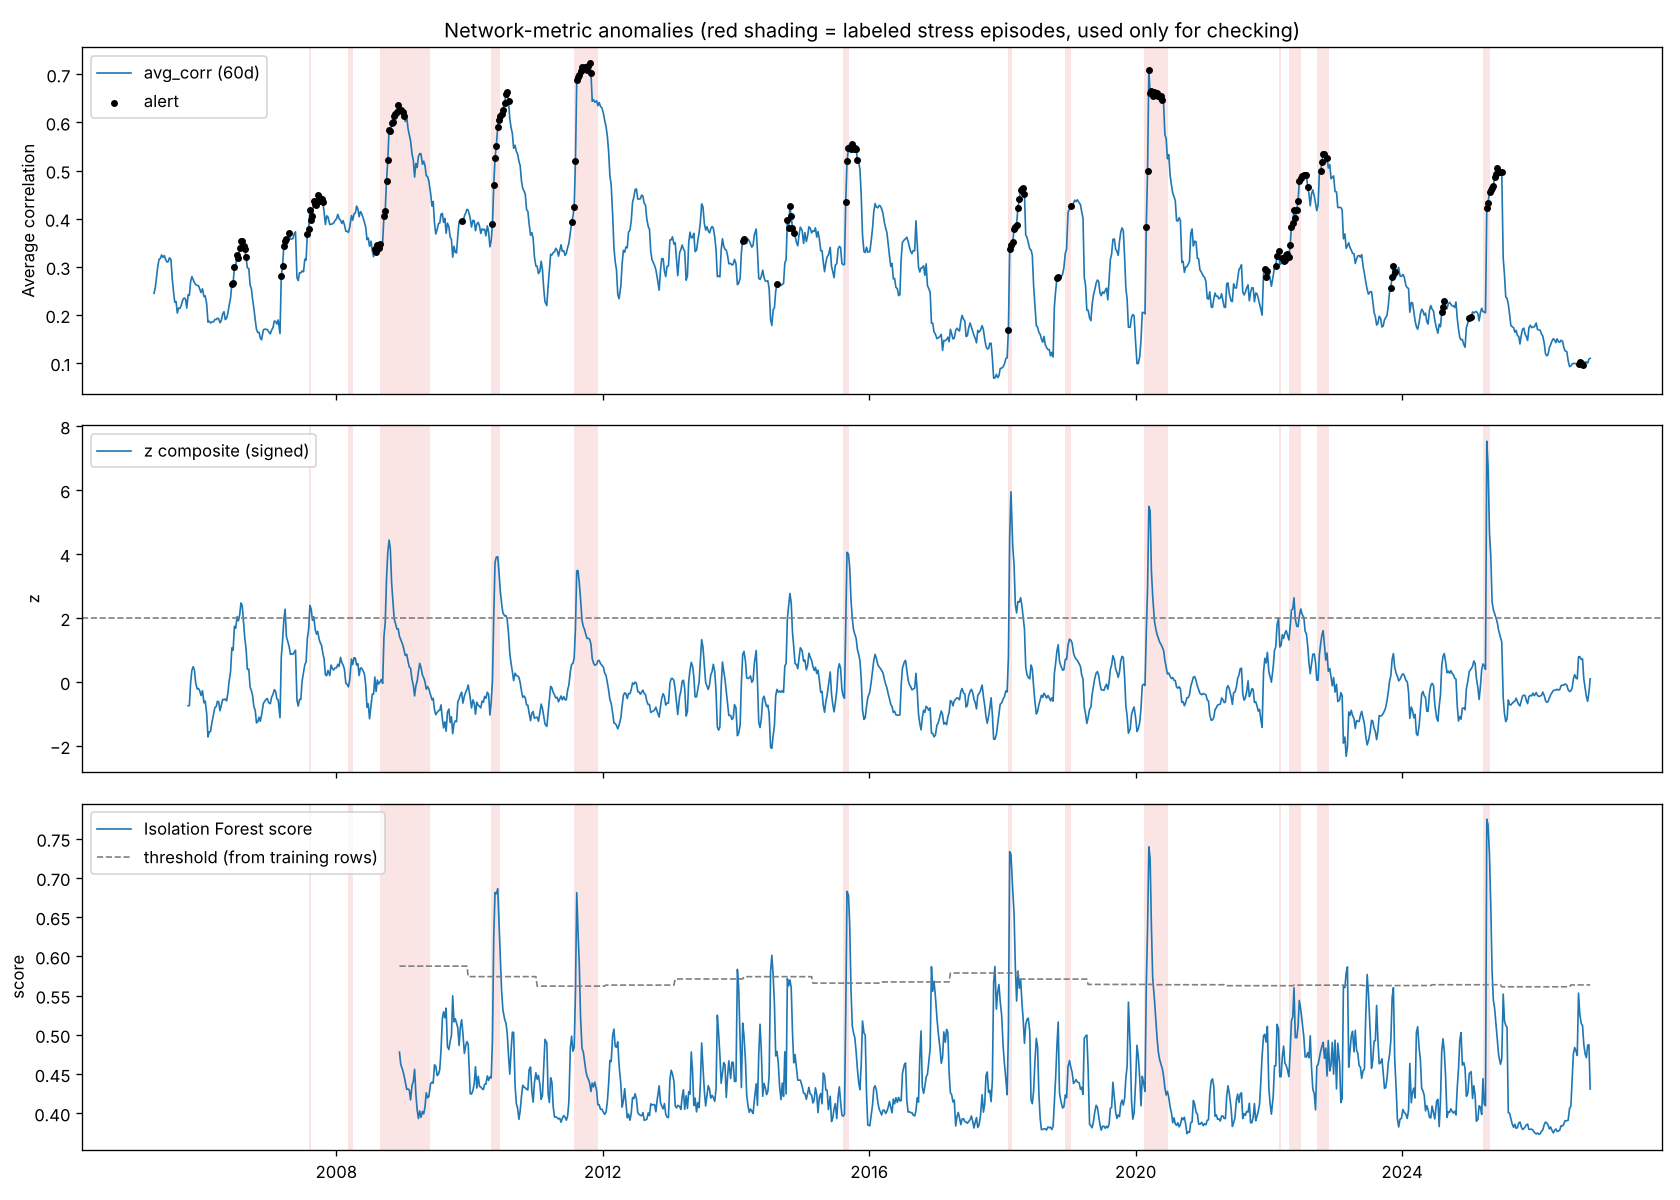 Network-metric anomalies (red shading = labeled stress episodes, used only for checking)
avg_corr (60d)
alert
Average correlation
0.7
0.6
0.5
0.4
0.3
0.2
0.1
z composite (signed)
z
8
6
4
2
0
−2
Isolation Forest score
threshold (from training rows)
score
0.75
0.70
0.65
0.60
0.55
0.50
0.45
0.40
2008
2012
2016
2020
2024